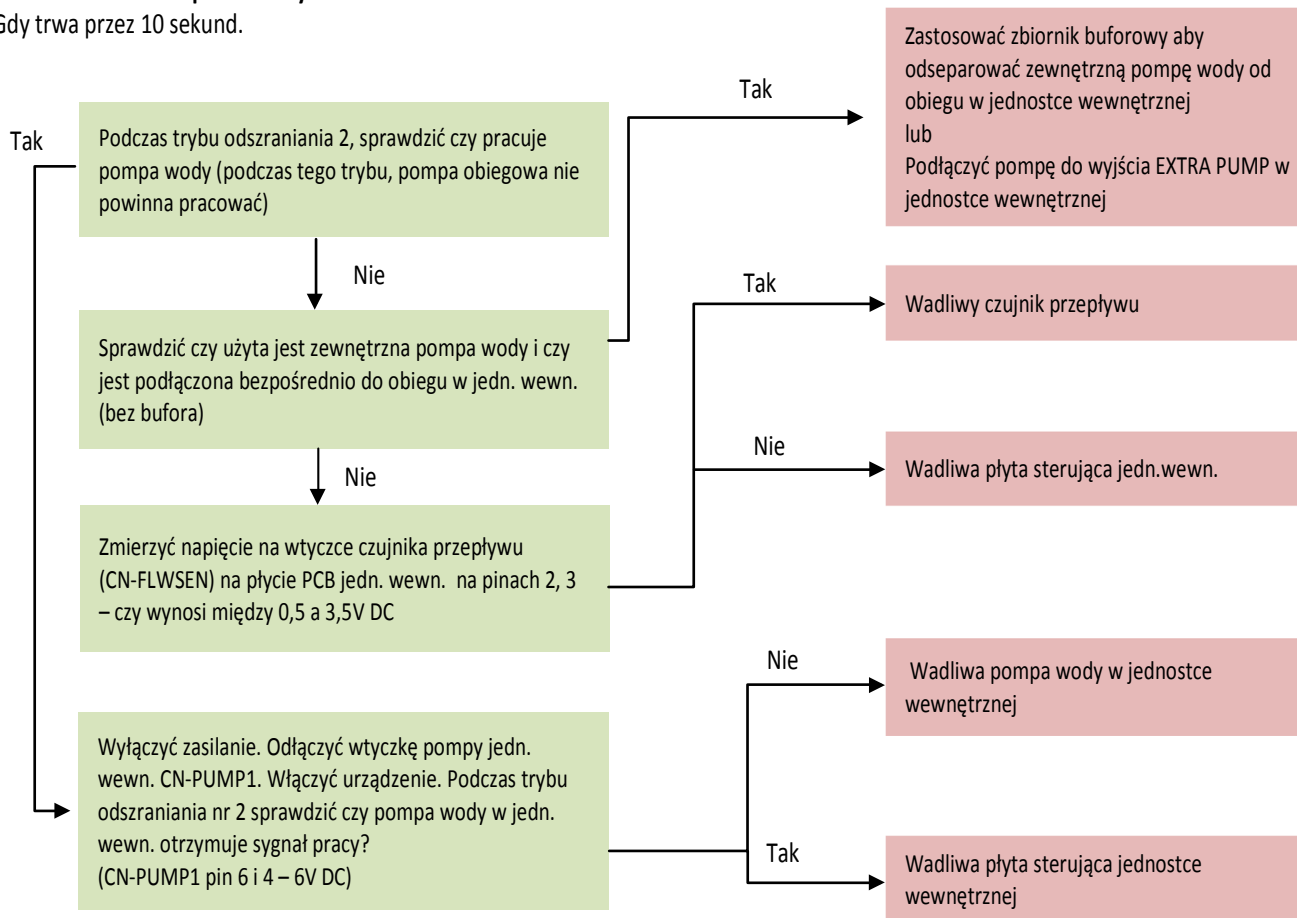 Gdy trwa przez 10 sekund.
Zastosować zbiornik buforowy aby
odseparować zewnętrzną pompę wody od
obiegu w jednostce wewnętrznej
lub
Podłączyć pompę do wyjścia EXTRA PUMP w
jednostce wewnętrznej
Tak
Tak
Podczas trybu odszraniania 2, sprawdzić czy pracuje
pompa wody (podczas tego trybu, pompa obiegowa nie
powinna pracować)
Nie
Tak
Wadliwy czujnik przepływu
Sprawdzić czy użyta jest zewnętrzna pompa wody i czy
jest podłączona bezpośrednio do obiegu w jedn. wewn.
(bez bufora)
Nie
Wadliwa płyta sterująca jedn.wewn.
Nie
Zmierzyć napięcie na wtyczce czujnika przepływu
(CN-FLWSEN) na płycie PCB jedn. wewn. na pinach 2, 3
– czy wynosi między 0,5 a 3,5V DC
Nie
Wadliwa pompa wody w jednostce
wewnętrznej
Wyłączyć zasilanie. Odłączyć wtyczkę pompy jedn.
wewn. CN-PUMP1. Włączyć urządzenie. Podczas trybu
odszraniania nr 2 sprawdzić czy pompa wody w jedn.
wewn. otrzymuje sygnał pracy?
(CN-PUMP1 pin 6 i 4 – 6V DC)
Tak
Wadliwa płyta sterująca jednostce
wewnętrznej